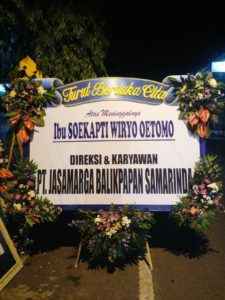 Turut Berduka Cita
Atas Meninggalnya
Ibu SOEKAPTI WIRYO OETOMO
DIREKSI & KARYAWAN
PT. JASAMARGA BALIKPAPAN SAMARINDA